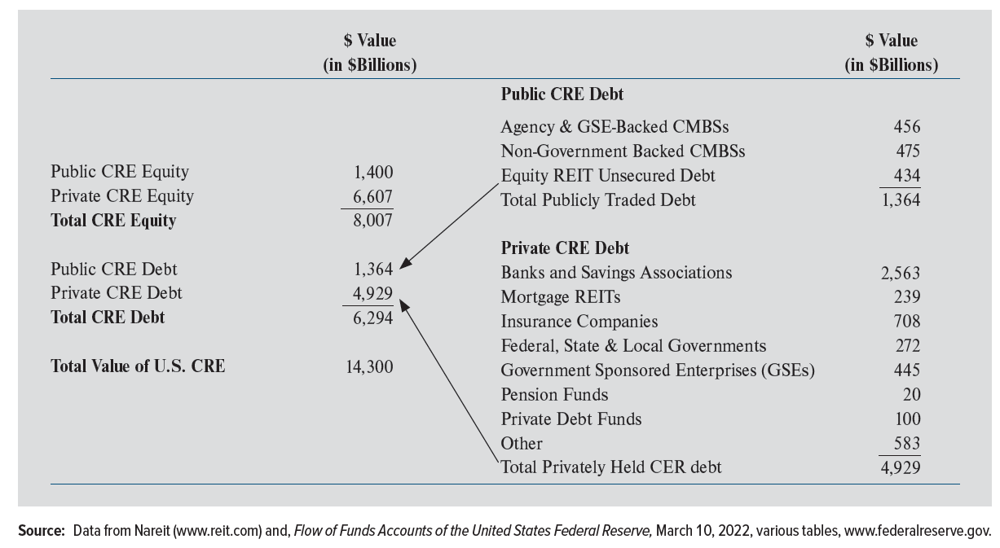 $ Value
(in $Billions)
$ Value
(in $Billions)
Public CRE Equity 1,400
Private CRE Equity 6,607
Total CRE Equity 8,007
Public CRE Debt 1,364
Private CRE Debt 4,929
Total CRE Debt 6,294
Total Value of U.S. CRE 14,300
Public CRE Debt
Agency & GSE-Backed CMBSs 456
Non-Government Backed CMBSs 475
Equity REIT Unsecured Debt 434
Total Publicly Traded Debt 1,364
Private CRE Debt
Banks and Savings Associations 2,563
Mortgage REITs 239
Insurance Companies 708
Federal, State & Local Governments 272
Government Sponsored Enterprises (GSEs) 445
Pension Funds 20
Private Debt Funds 100
Other 583
Total Privately Held CER debt 4,929
Source: Data from Nareit (www.reit.com) and, Flow of Funds Accounts of the United States Federal Reserve, March 10, 2022, various tables, www.federalreserve.gov.